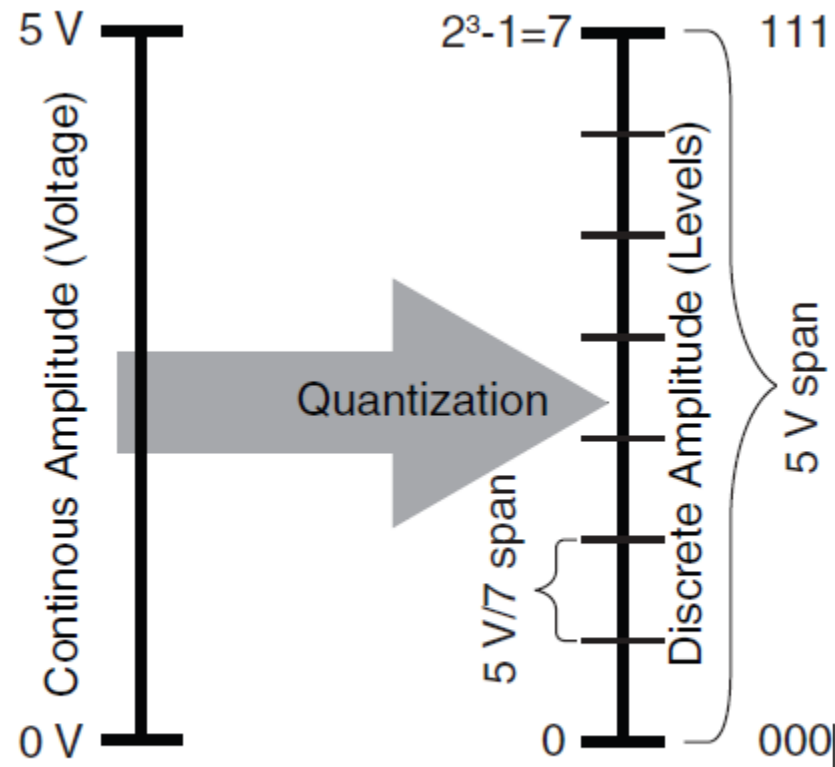 5 V
2³-1=7
111
Continous Amplitude (Voltage)
Quantization
5 V/7 span
Discrete Amplitude (Levels)
5 V span
0 V
0
000